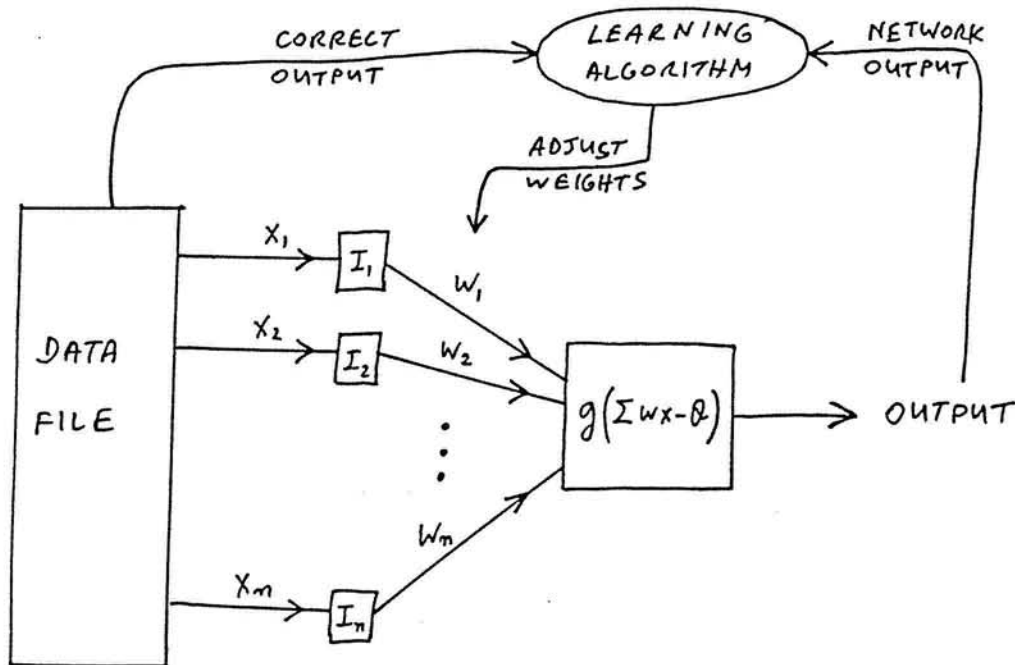 CORRECT
OUTPUT
LEARNING
ALGORITHM
NETWORK
OUTPUT
ADJUST
WEIGHTS
X₁
I₁
W₁
X₂
I₂
W₂
DATA
FILE
g(Σwx-θ)
OUTPUT
Wn
Xn
In